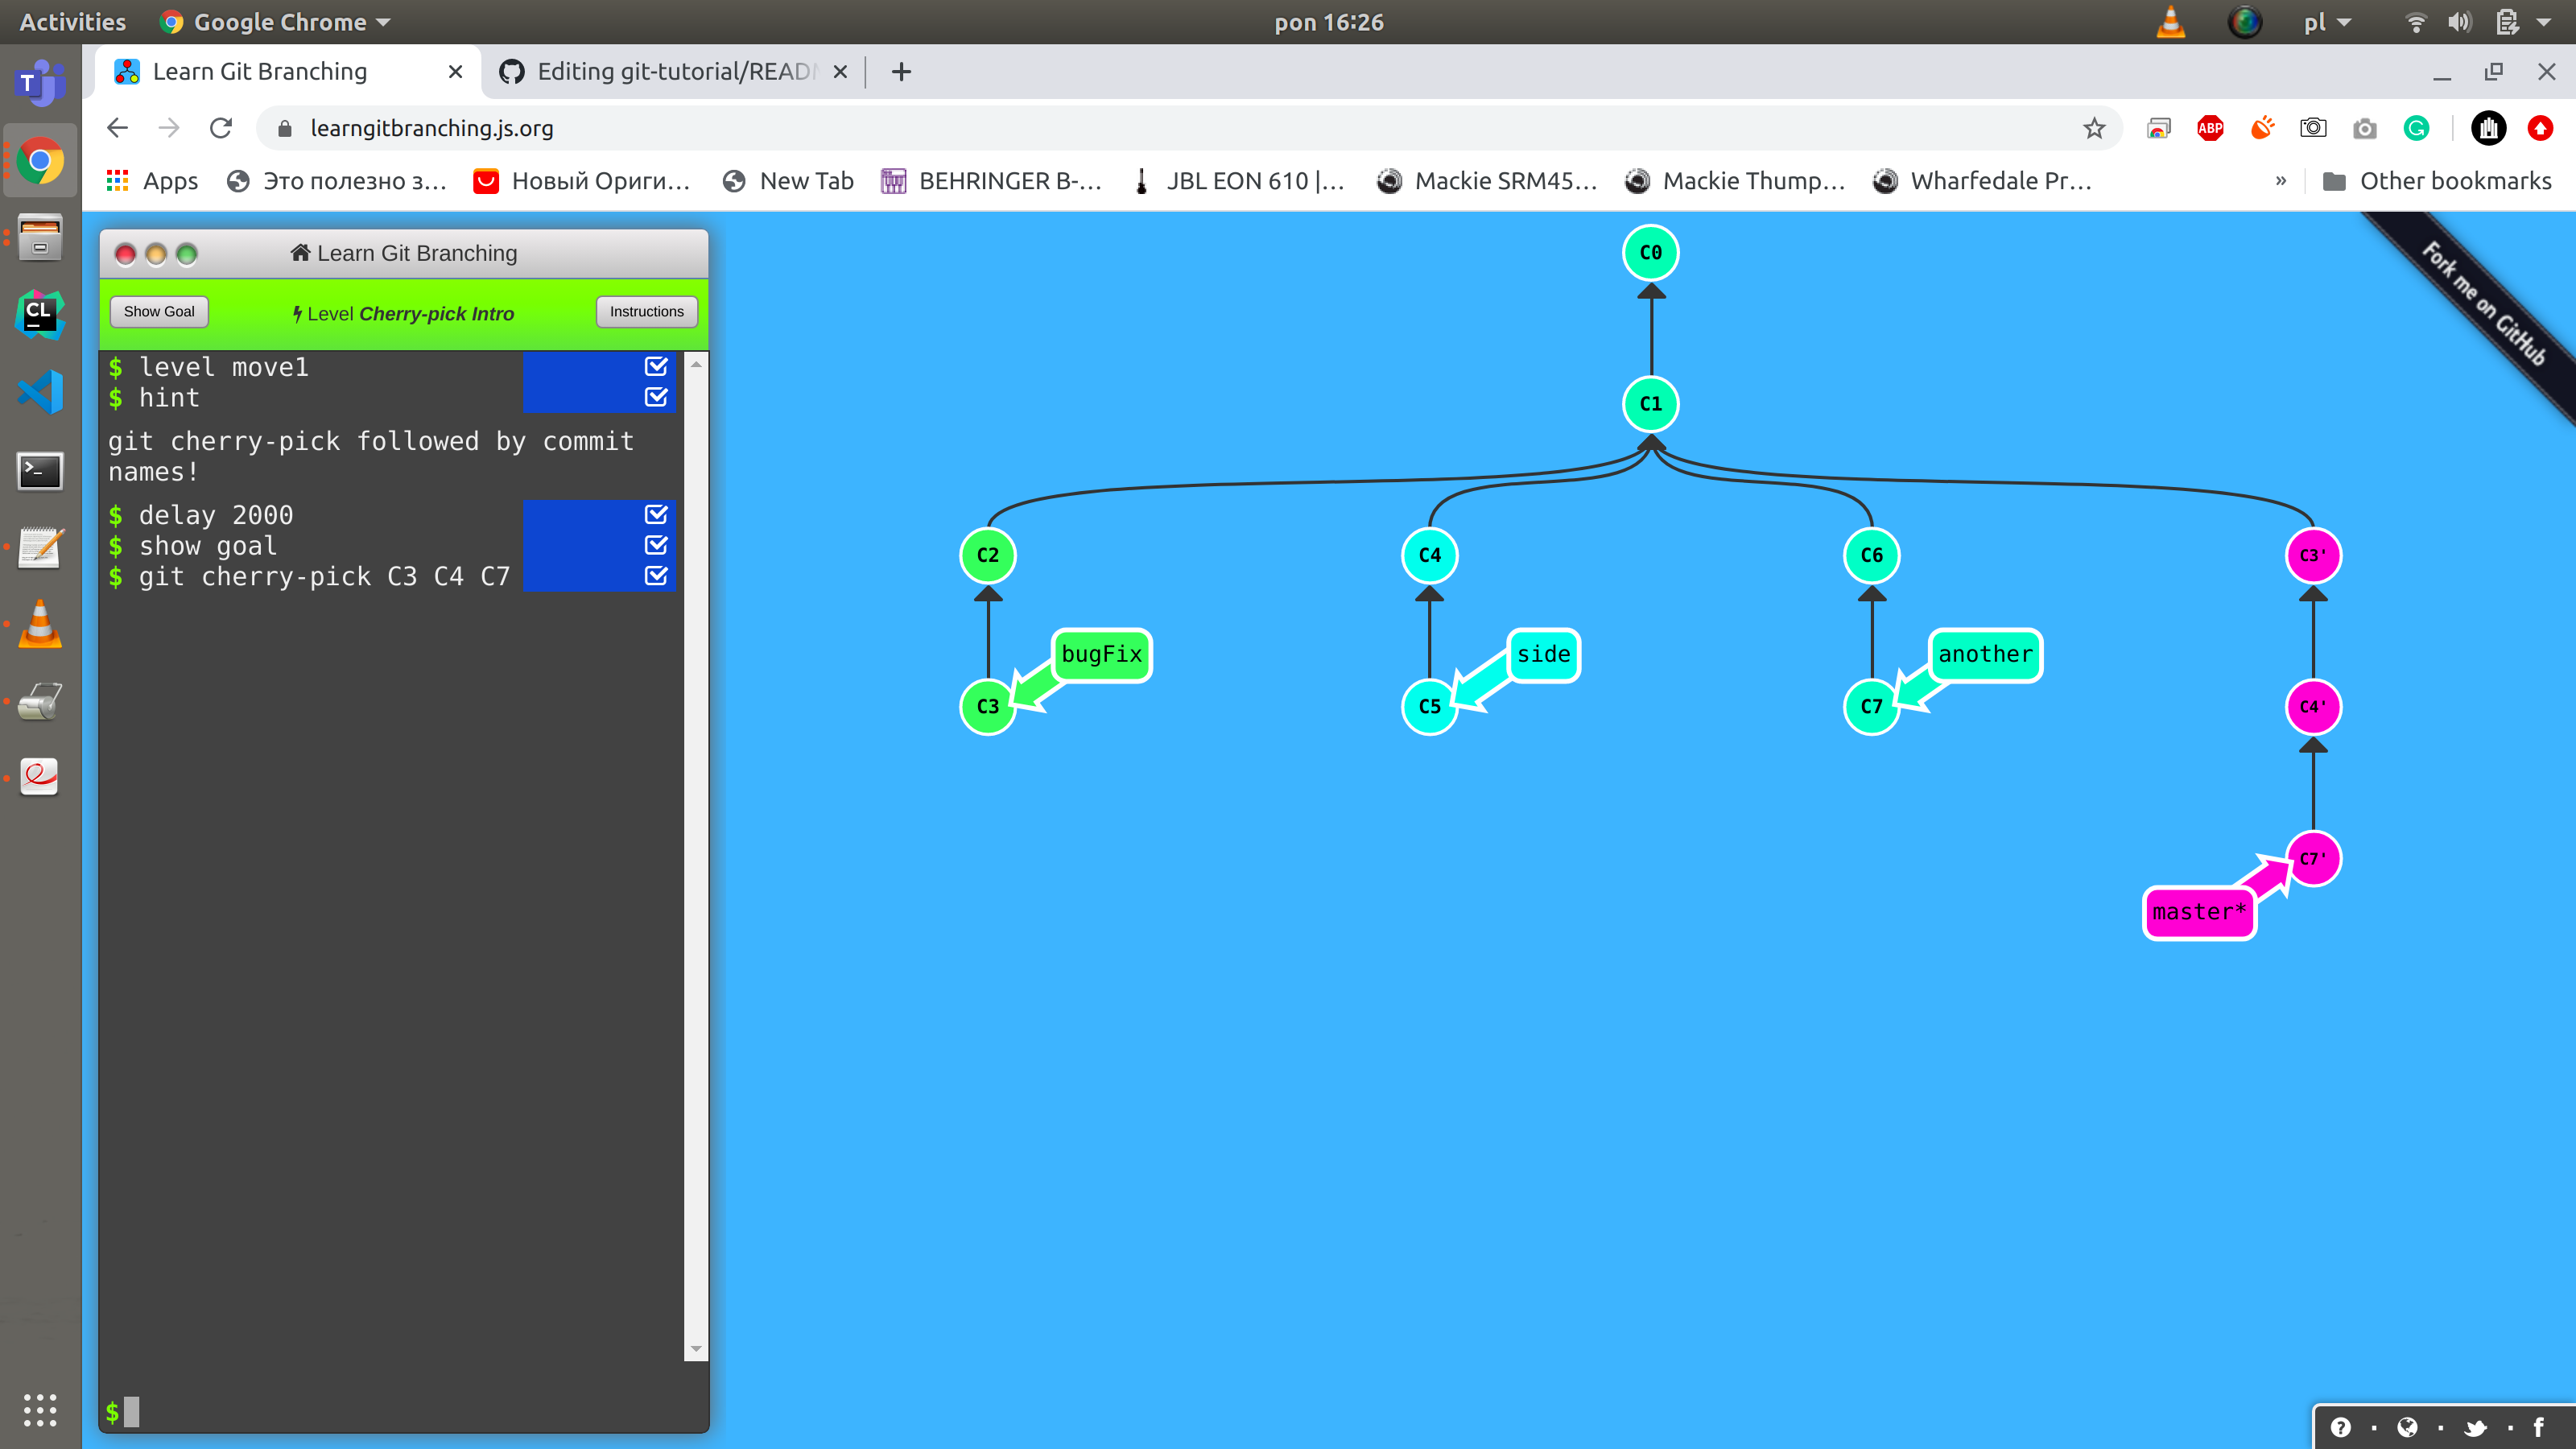 Activities
Google Chrome
pon 16:26
pl
Learn Git Branching
Editing git-tutorial/READ
learngitbranching.js.org
ABP
Apps
Это полезно з…
Новый Ориги…
New Tab
BEHRINGER B-…
JBL EON 610 |…
Mackie SRM45…
Mackie Thump…
Wharfedale Pr…
»
Other bookmarks
Learn Git Branching
Show Goal
Level Cherry-pick Intro
Instructions
$ level move1
$ hint
git cherry-pick followed by commit
names!
$ delay 2000
$ show goal
$ git cherry-pick C3 C4 C7
$
C0
C1
C2
C4
C6
C3'
bugFix
side
another
C3
C5
C7
C4'
C7'
master*
Fork me on GitHub
T
CL